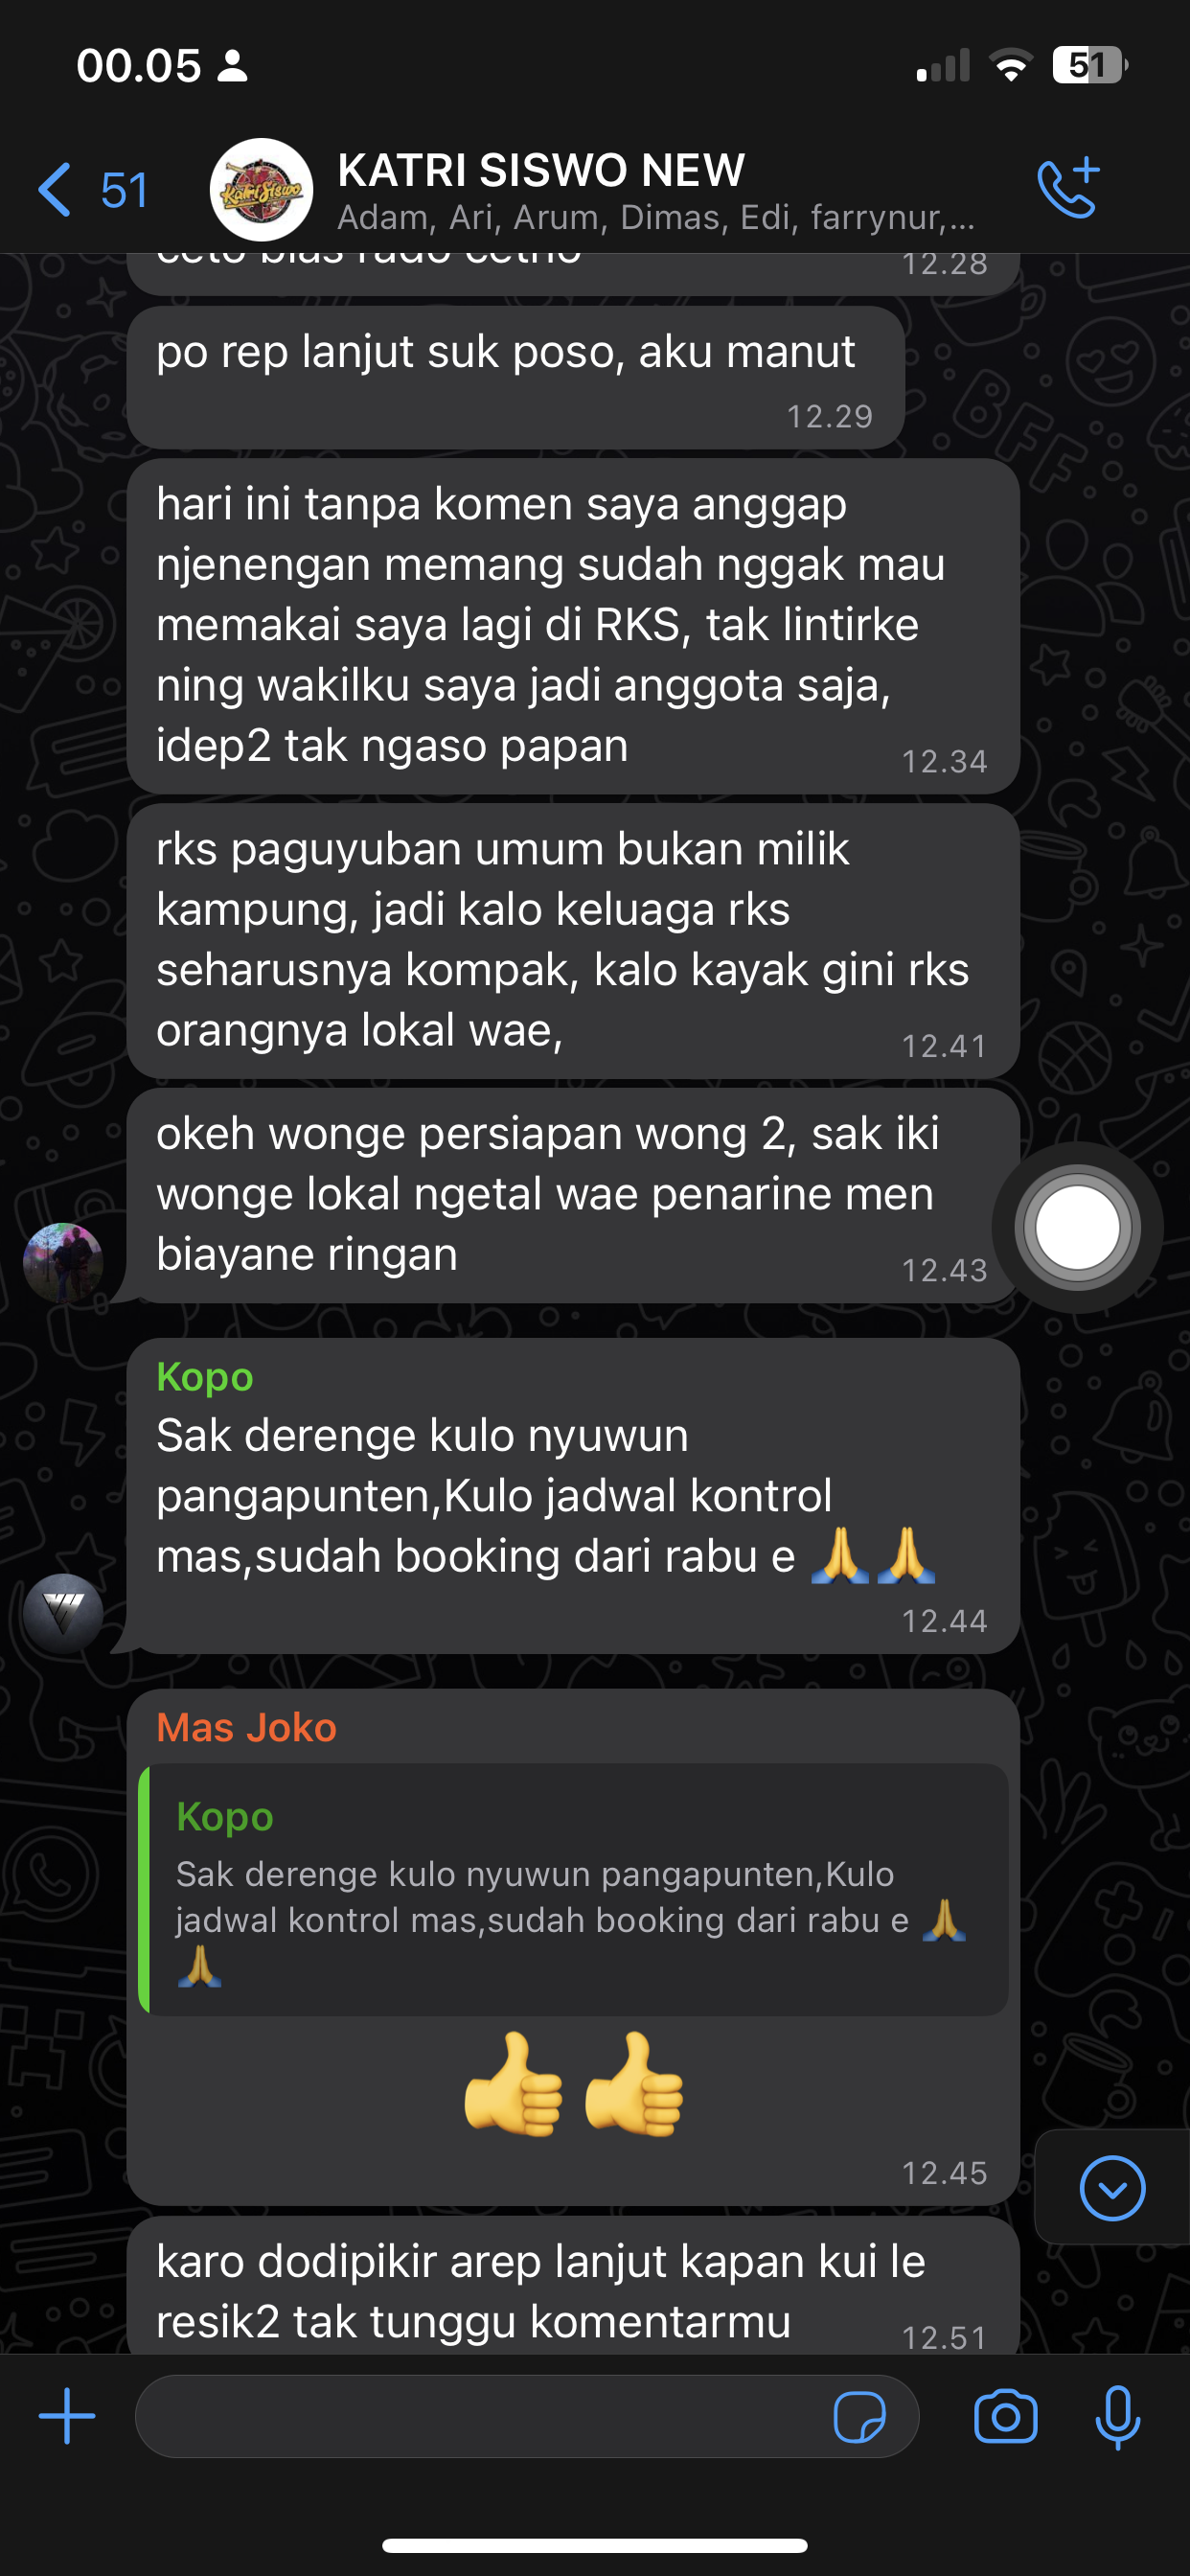 00.05
51
51
KATRI SISWO NEW
Adam, Ari, Arum, Dimas, Edi, farrynur,...
Katri Siswo
12.28
po rep lanjut suk poso, aku manut
12.29
hari ini tanpa komen saya anggap
njenengan memang sudah nggak mau
memakai saya lagi di RKS, tak lintirke
ning wakilku saya jadi anggota saja,
idep2 tak ngaso papan
12.34
rks paguyuban umum bukan milik
kampung, jadi kalo keluaga rks
seharusnya kompak, kalo kayak gini rks
orangnya lokal wae,
12.41
okeh wonge persiapan wong 2, sak iki
wonge lokal ngetal wae penarine men
biayane ringan
12.43
Kopo
Sak derenge kulo nyuwun
pangapunten,Kulo jadwal kontrol
mas,sudah booking dari rabu e 🙏🙏
12.44
Mas Joko
Kopo
Sak derenge kulo nyuwun pangapunten,Kulo
jadwal kontrol mas,sudah booking dari rabu e 🙏
🙏
👍👍
12.45
karo dodipikir arep lanjut kapan kui le
resik2 tak tunggu komentarmu
12.51